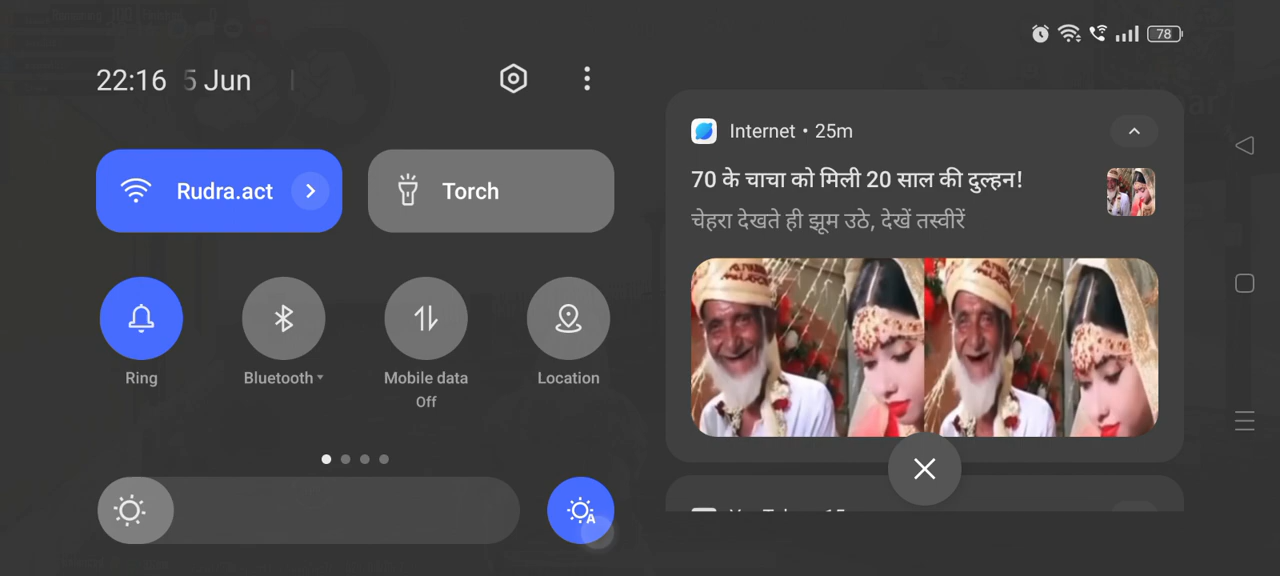 22:16 5 Jun
Rudra.act
Torch
Ring
Bluetooth
Mobile data
Off
Location
A
78
Internet • 25m
70 के चाचा को मिली 20 साल की दुल्हन!
चेहरा देखते ही झूम उठे, देखें तस्वीरें